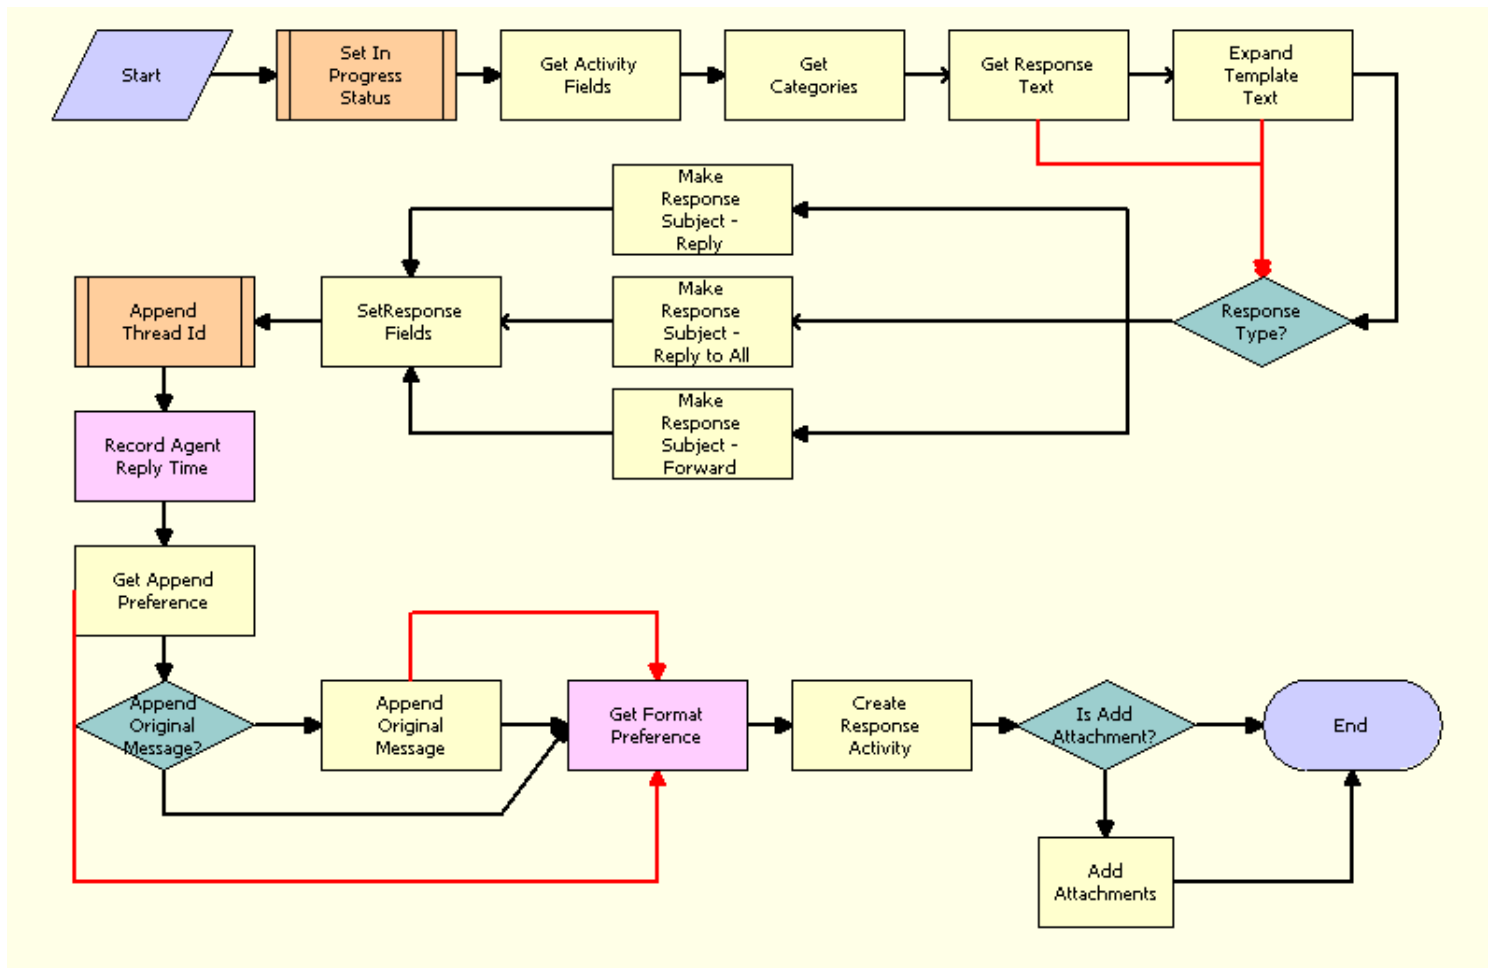 Start
Set In
Progress
Status
Get Activity
Fields
Get
Categories
Get Response
Text
Expand
Template
Text
Make
Response
Subject -
Reply
Append
Thread Id
SetResponse
Fields
Make
Response
Subject -
Reply to All
Response
Type?
Make
Response
Subject -
Forward
Record Agent
Reply Time
Get Append
Preference
Append
Original
Message?
Append
Original
Message
Get Format
Preference
Create
Response
Activity
Is Add
Attachment?
End
Add
Attachments